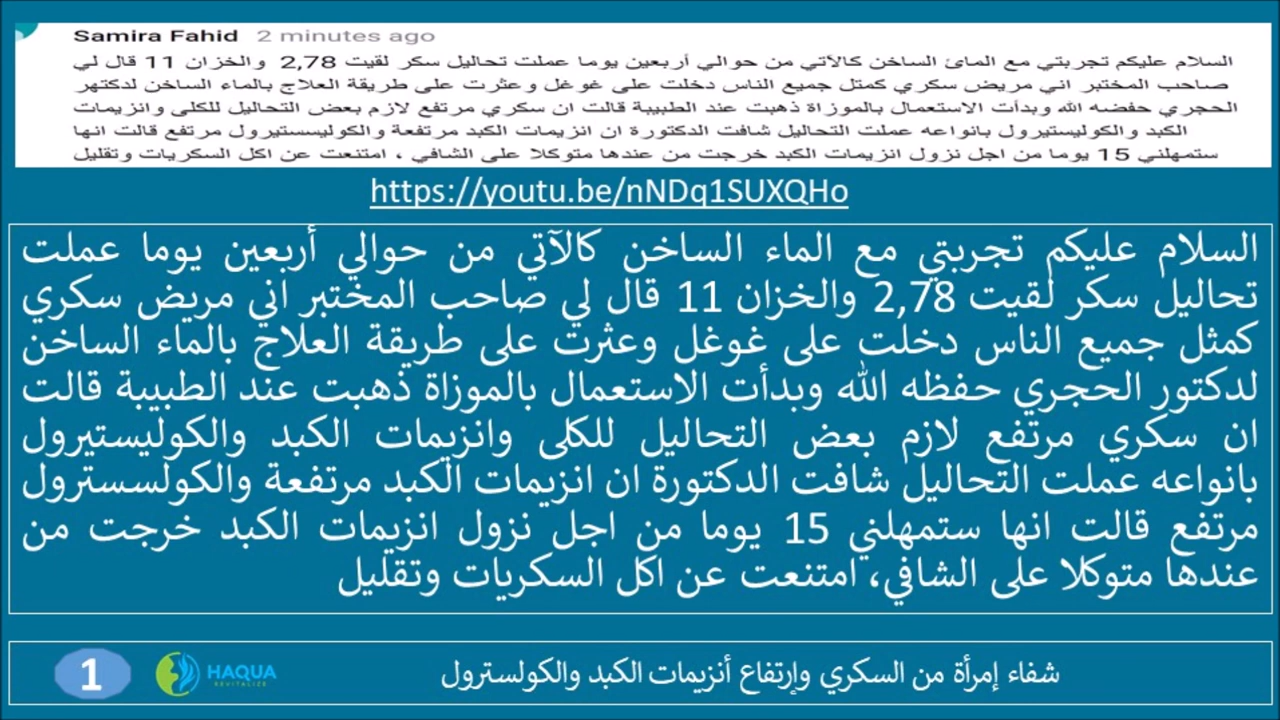 Samira Fahid 2 minutes ago
السلام عليكم تجربتي مع المائ الساخن كالآتي من حوالي أربعين يوما عملت تحاليل سكر لقيت 2,78 والخزان 11 قال لي
صاحب المختبر اني مريض سكري كمثل جميع الناس دخلت على غوغل وعثرت على طريقة العلاج بالماء الساخن لدكتهر
الحجري حفضه الله وبدأت الاستعمال بالموزاة ذهبت عند الطبيبة قالت ان سكري مرتفع لازم بعض التحاليل للكلى وانزيمات
الكبد والكوليستيرول بانواعه عملت التحاليل شافت الدكتورة ان انزيمات الكبد مرتفعة والكوليسستيرول مرتفع قالت انها
ستمهلني 15 يوما من اجل نزول انزيمات الكبد خرجت من عندها متوكلا على الشافي ، امتنعت عن اكل السكريات وتقليل
https://youtu.be/nNDq1SUXQHo
السلام عليكم تجربتي مع الماء الساخن كالآتي من حوالي أربعين يوما عملت
تحاليل سكر لقيت 2,78 والخزان 11 قال لي صاحب المختبر اني مريض سكري
كمثل جميع الناس دخلت على غوغل وعثرت على طريقة العلاج بالماء الساخن
لدكتور الحجري حفظه الله وبدأت الاستعمال بالموزاة ذهبت عند الطبيبة قالت
ان سكري مرتفع لازم بعض التحاليل للكلى وانزيمات الكبد والكوليستيرول
بانواعه عملت التحاليل شافت الدكتورة ان انزيمات الكبد مرتفعة والكولسسترول
مرتفع قالت انها ستمهلني 15 يوما من اجل نزول انزيمات الكبد خرجت من
عندها متوكلا على الشافي، امتنعت عن اكل السكريات وتقليل
شفاء إمرأة من السكري وإرتفاع أنزيمات الكبد والكولسترول
HAQUA
REVITALIZE
1